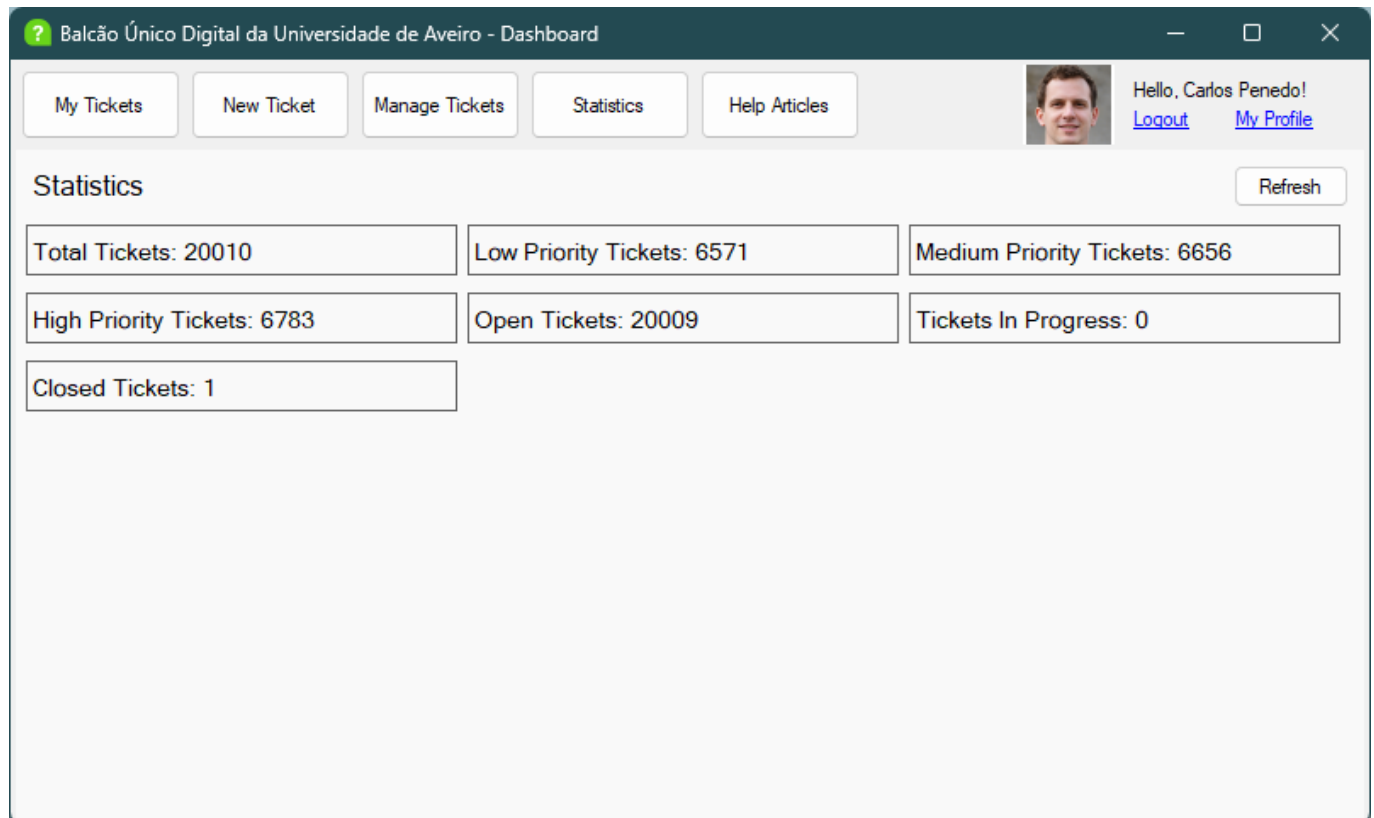 ? Balcão Único Digital da Universidade de Aveiro - Dashboard
My Tickets
New Ticket
Manage Tickets
Statistics
Help Articles
Hello, Carlos Penedo!
Logout
My Profile
Statistics
Refresh
Total Tickets: 20010
Low Priority Tickets: 6571
Medium Priority Tickets: 6656
High Priority Tickets: 6783
Open Tickets: 20009
Tickets In Progress: 0
Closed Tickets: 1